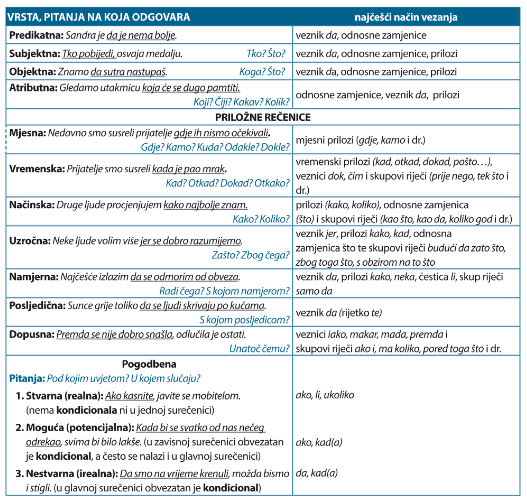 VRSTA, PITANJA NA KOJA ODGOVARA
najčešći način vezanja
Predikatna: Sandra je da je nema bolje.
veznik da, odnosne zamjenice
Subjektna: Tko pobijedi, osvaja medalju. Tko? Što?
veznik da, odnosne zamjenice, prilozi
Objektna: Znamo da sutra nastupaš. Koga? Što?
veznik da, odnosne zamjenice, prilozi
Atributna: Gledamo utakmicu koja će se dugo pamtiti.
Koji? Čiji? Kakav? Kolik?
odnosne zamjenice, veznik da, prilozi
PRILOŽNE REČENICE
Mjesna: Nedavno smo susreli prijatelje gdje ih nismo očekivali.
Gdje? Kamo? Kuda? Odakle? Dokle?
mjesni prilozi (gdje, kamo i dr.)
Vremenska: Prijatelje smo susreli kada je pao mrak.
Kad? Otkad? Dokad? Otkako?
vremenski prilozi (kad, otkad, dokad, pošto…),
veznici dok, čim i skupovi riječi (prije nego, tek što i
dr.)
Načinska: Druge ljude procjenjujem kako najbolje znam.
Kako? Koliko?
prilozi (kako, koliko), odnosne zamjenica
(što) i skupovi riječi (kao što, kao da, koliko god i dr.)
Uzročna: Neke ljude volim više jer se dobro razumijemo.
Zašto? Zbog čega?
veznik jer, prilozi kako, kad, odnosna
zamjenica što te skupovi riječi budući da zato što,
zbog toga što, s obzirom na to što
Namjerna: Najčešće izlazim da se odmorim od obveza.
Radi čega? S kojom namjerom?
veznik da, prilozi kako, neka, čestica li, skup riječi
samo da
Posljedična: Sunce grije toliko da se ljudi skrivaju po kućama.
S kojom posljedicom?
veznik da (rijetko te)
Dopusna: Premda se nije dobro snašla, odlučila je ostati.
Unatoč čemu?
veznici iako, makar, mada, premda i
skupovi riječi ako i, ma koliko, pored toga što i dr.
Pogodbena
Pitanja: Pod kojim uvjetom? U kojem slučaju?
1. Stvarna (realna): Ako kasnite, javite se mobitelom.
(nema kondicionala ni u jednoj surečenici)
ako, li, ukoliko
2. Moguća (potencijalna): Kada bi se svatko od nas nečeg
odrekao, svima bi bilo lakše. (u zavisnoj surečenici obvezatan
je kondicional, a često se nalazi i u glavnoj surečenici)
ako, kad(a)
3. Nestvarna (irealna): Da smo na vrijeme krenuli, možda bismo
i stigli. (u glavnoj surečenici obvezatan je kondicional)
da, kad(a)